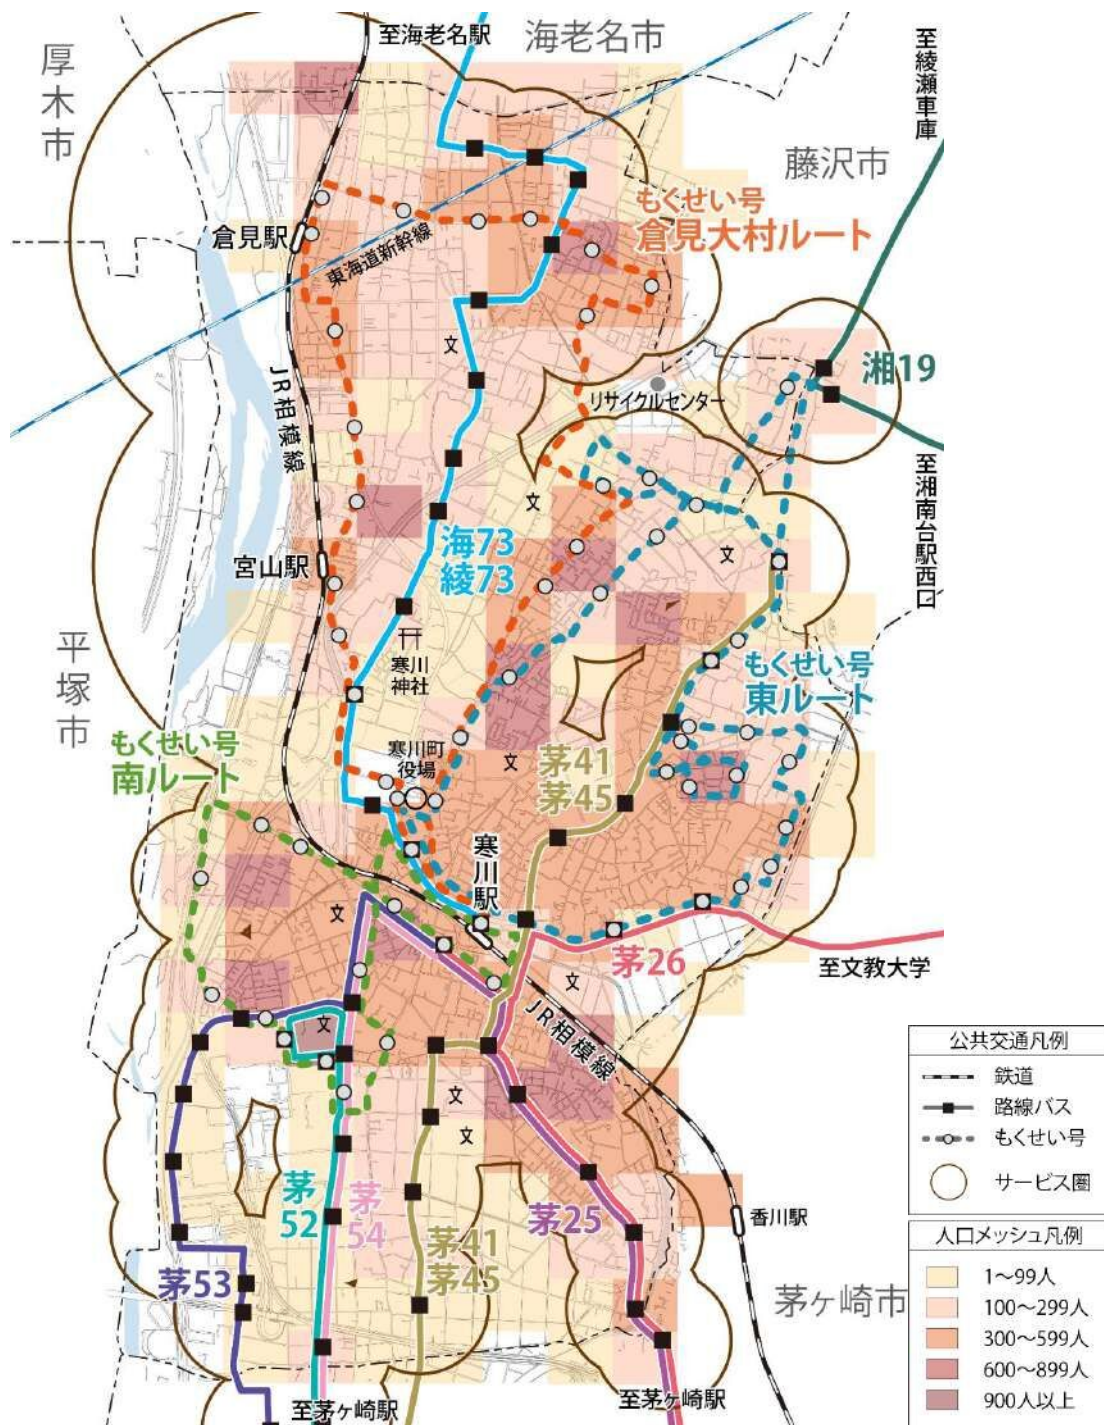 至海老名駅
海老名市
厚木市
至綾瀬車庫
藤沢市
もくせい号
倉見大村ルート
倉見駅
東海道新幹線
文
湘19
リサイクルセンター
JR相模線
至湘南台駅西口
文
海73
綾73
文
宮山駅
寒川
神社
平塚市
もくせい号
東ルート
もくせい号
南ルート
寒川町
役場
文
茅41
茅45
寒川駅
文
茅26
至文教大学
文
文
JR相模線
文
文
茅
52
茅
54
茅25
香川駅
茅41
茅45
茅53
茅ヶ崎市
至茅ヶ崎駅
至茅ヶ崎駅
公共交通凡例
鉄道
路線バス
もくせい号
サービス圏
人口メッシュ凡例
1～99人
100～299人
300～599人
600～899人
900人以上